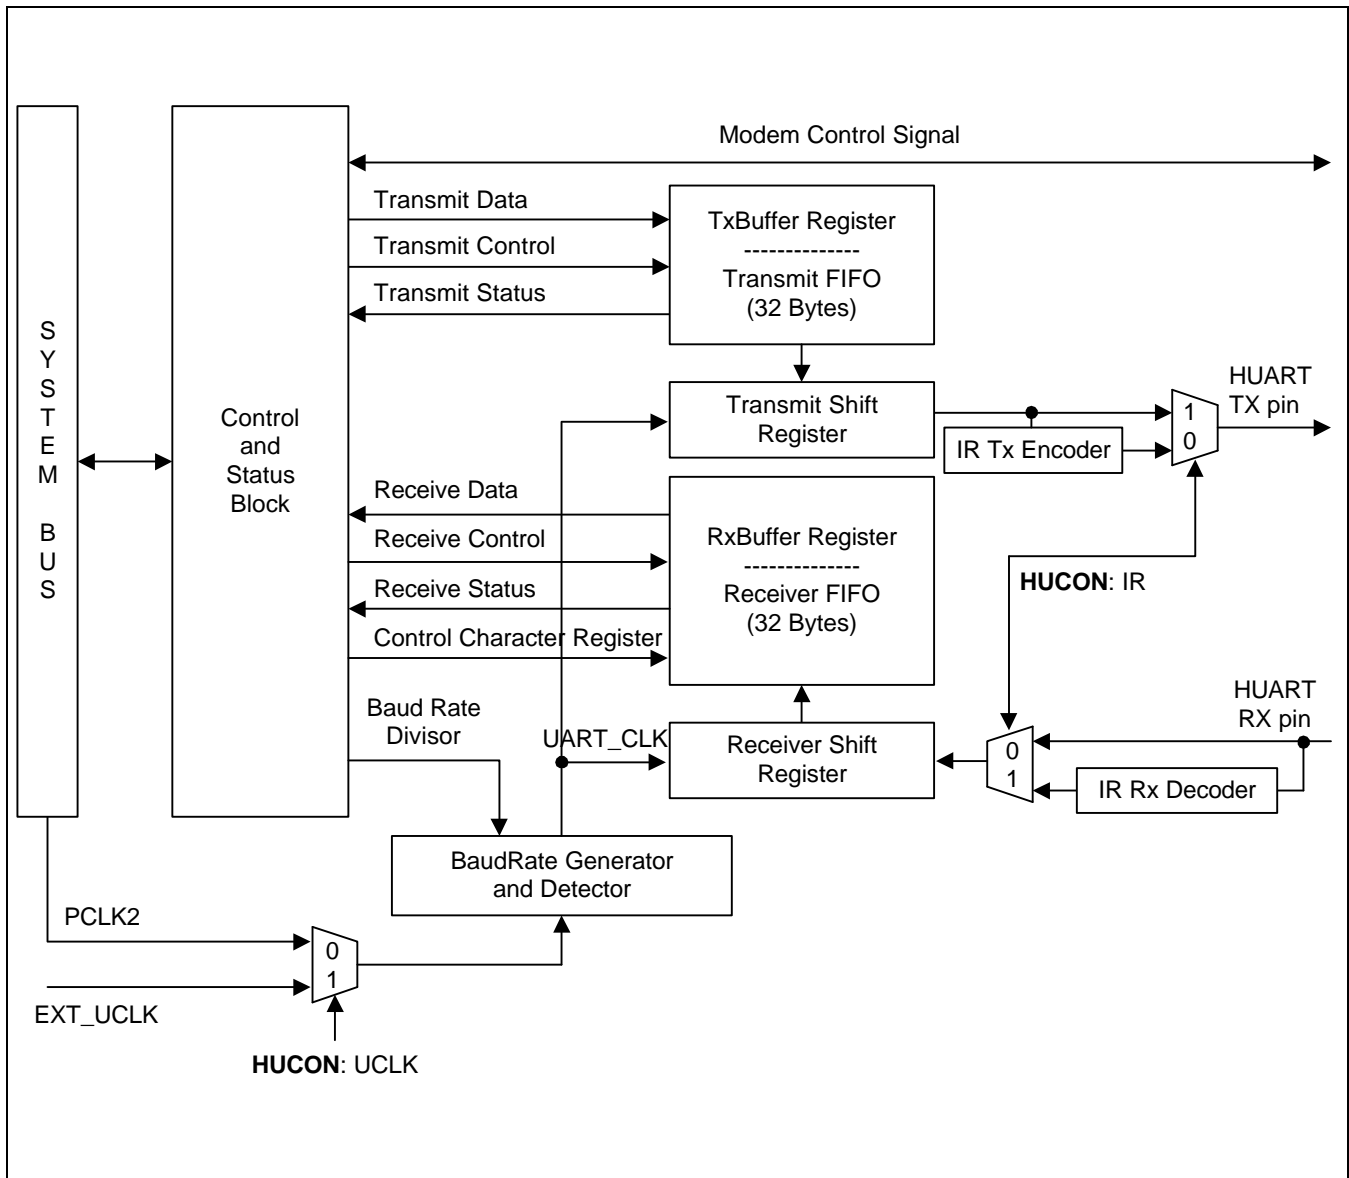 Modem Control Signal
Transmit Data
Transmit Control
Transmit Status
TxBuffer Register
--------------
Transmit FIFO
(32 Bytes)
S
Y
S
T
E
M
B
U
S
Control
and
Status
Block
Transmit Shift
Register
IR Tx Encoder
1
0
HUART
TX pin
Receive Data
Receive Control
Receive Status
Control Character Register
RxBuffer Register
--------------
Receiver FIFO
(32 Bytes)
HUCON: IR
Baud Rate
Divisor
UART_CLK
Receiver Shift
Register
0
1
HUART
RX pin
IR Rx Decoder
BaudRate Generator
and Detector
PCLK2
0
1
EXT_UCLK
HUCON: UCLK